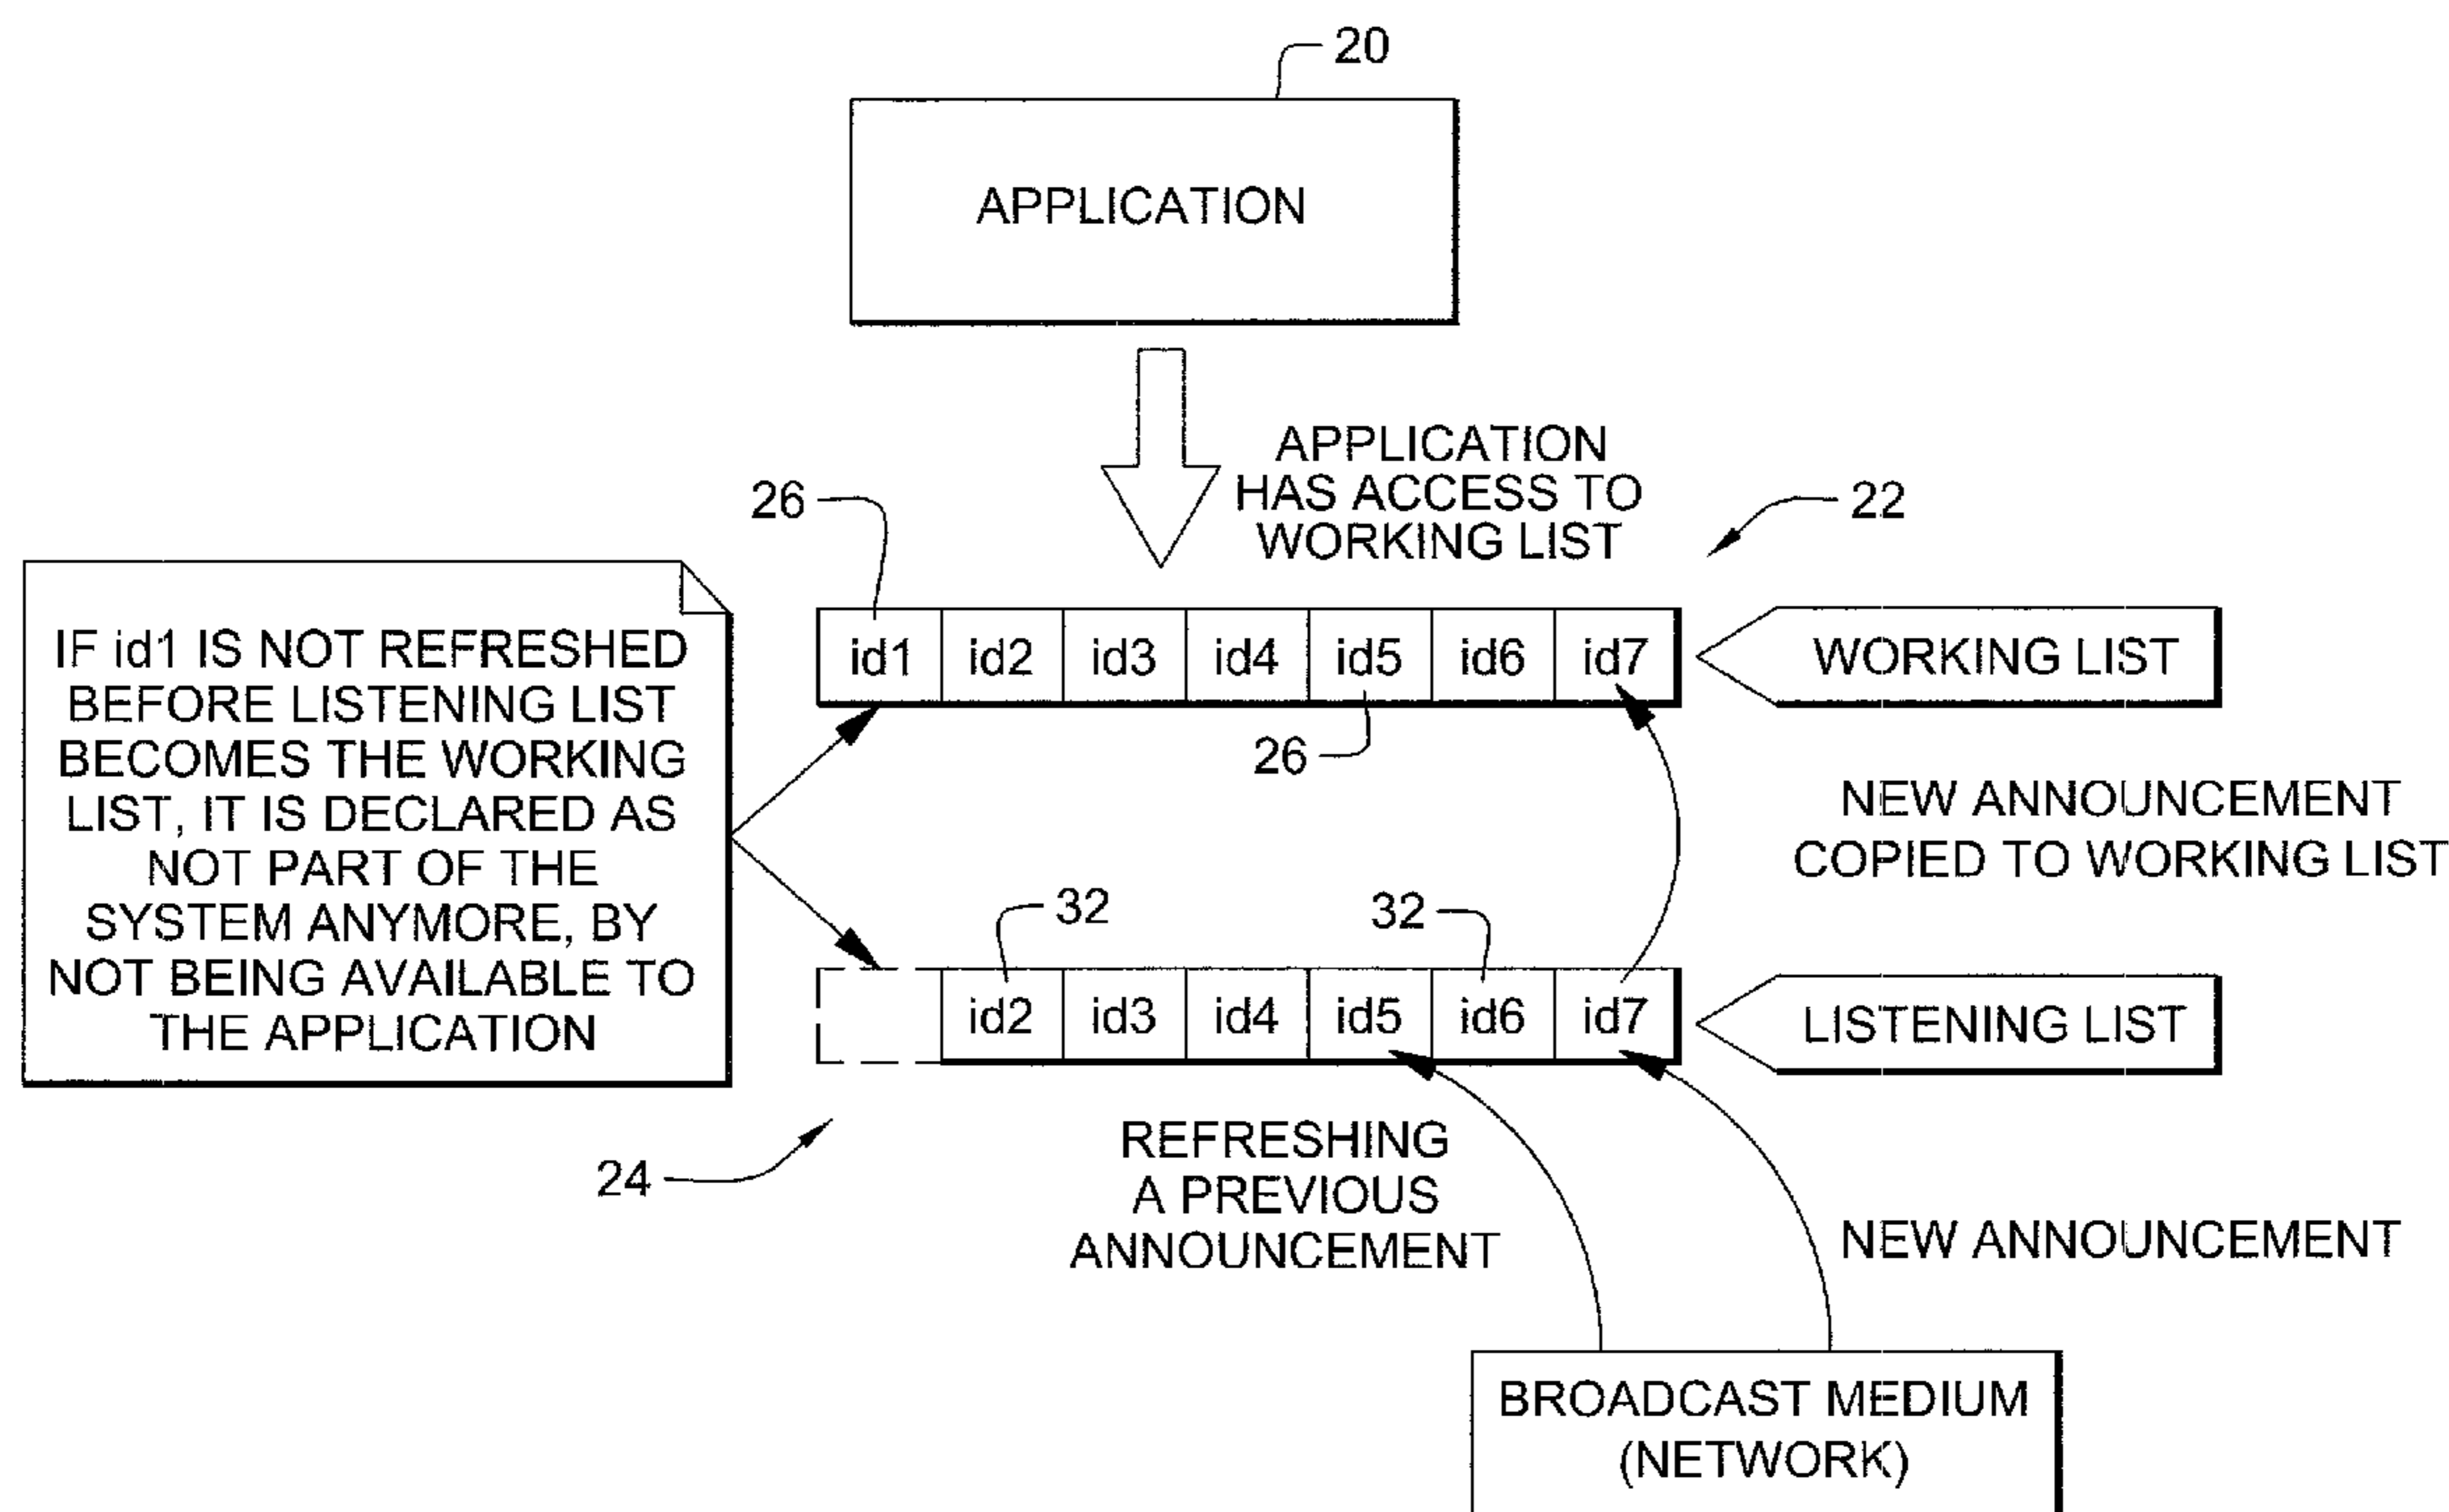 20
APPLICATION
APPLICATION
HAS ACCESS TO
WORKING LIST
26
22
IF id1 IS NOT REFRESHED
BEFORE LISTENING LIST
BECOMES THE WORKING
LIST, IT IS DECLARED AS
NOT PART OF THE
SYSTEM ANYMORE, BY
NOT BEING AVAILABLE TO
THE APPLICATION
id1 id2 id3 id4 id5 id6 id7
WORKING LIST
26
NEW ANNOUNCEMENT
COPIED TO WORKING LIST
32
32
id2 id3 id4 id5 id6 id7
LISTENING LIST
24
REFRESHING
A PREVIOUS
ANNOUNCEMENT
NEW ANNOUNCEMENT
BROADCAST MEDIUM
(NETWORK)